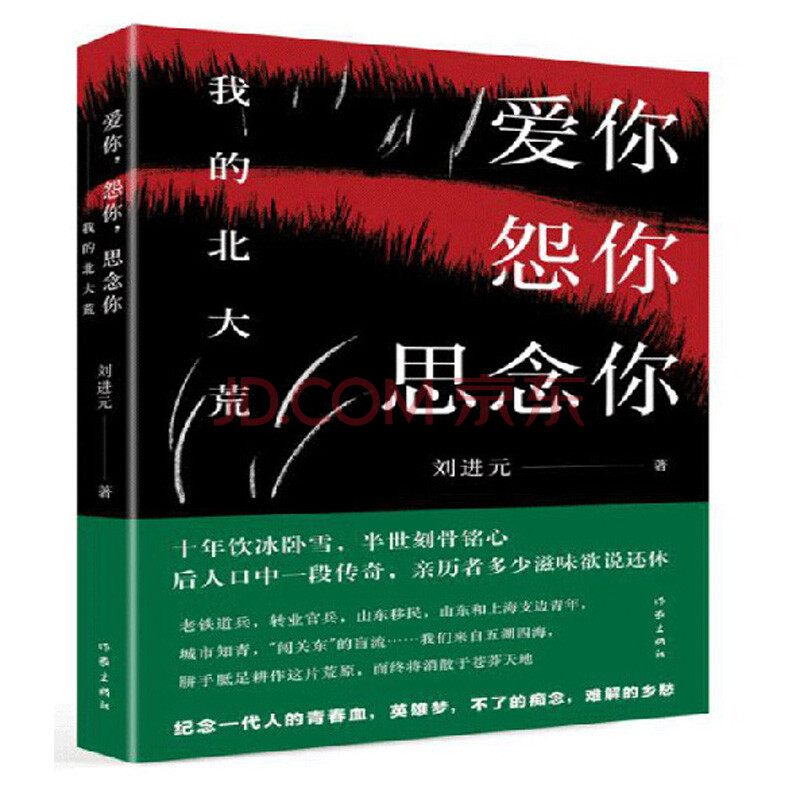 爱你，怨你，思念你
我的北大荒
刘进元
著
我的北大荒
爱你
怨你
思念你
JD.COM 京东
刘进元
著
十年饮冰卧雪，半世刻骨铭心
后人口中一段传奇，亲历者多少滋味欲说还休
老铁道兵，转业官兵，山东移民，山东和上海支边青年，
城市知青，“闯关东”的盲流……我们来自五湖四海，
胼手胝足耕作这片荒原，而终将消散于苍莽天地
纪念一代人的青春血，英雄梦，不了的痴念，难解的乡愁
作家出版社
作家出版社